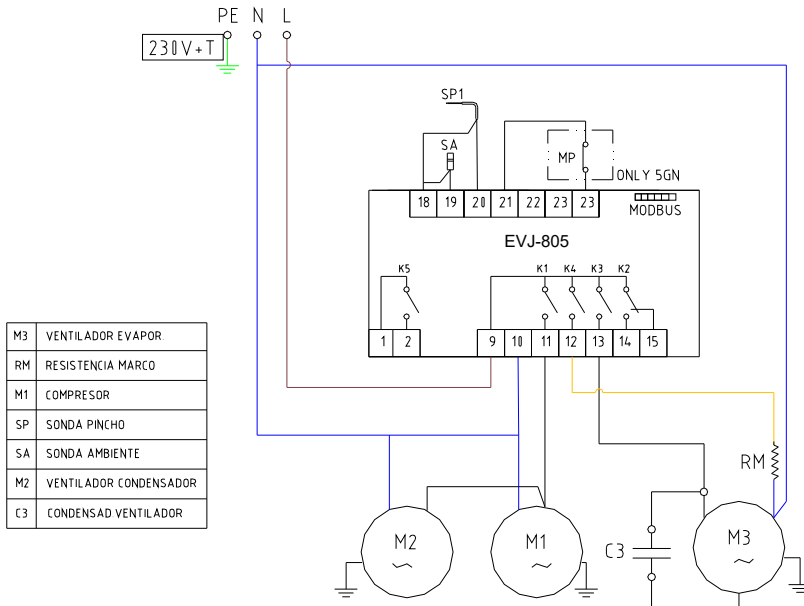 PE N L
230V+T
SP1
SA
MP
ONLY 5GN
18 19 20 21 22 23 23
MODBUS
EVJ-805
K5 K1 K4 K3 K2
1 2 9 10 11 12 13 14 15
M3 VENTILADOR EVAPOR.
RM RESISTENCIA MARCO
M1 COMPRESOR
SP SONDA PINCHO
SA SONDA AMBIENTE
M2 VENTILADOR CONDENSADOR
C3 CONDENSAD VENTILADOR
RM
M2 M1 C3 M3